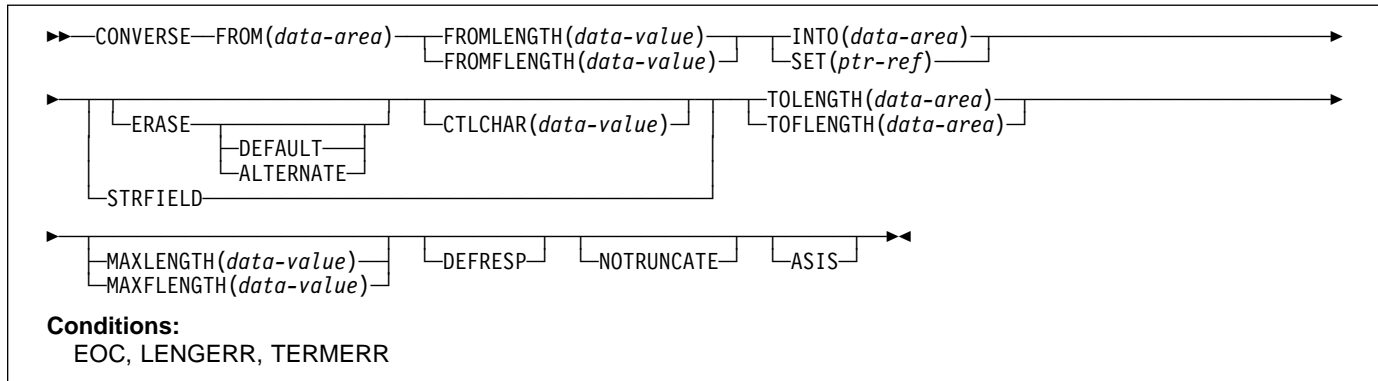 CONVERSE FROM(data-area) FROMLENGTH(data-value) INTO(data-area)
FROMFLENGTH(data-value) SET(ptr-ref)
TOLENGTH(data-area)
ERASE CTLCHAR(data-value) TOFLENGTH(data-area)
DEFAULT
ALTERNATE
STRFIELD
MAXLENGTH(data-value) DEFRESP NOTRUNCATE ASIS
MAXFLENGTH(data-value)
Conditions:
EOC, LENGERR, TERMERR